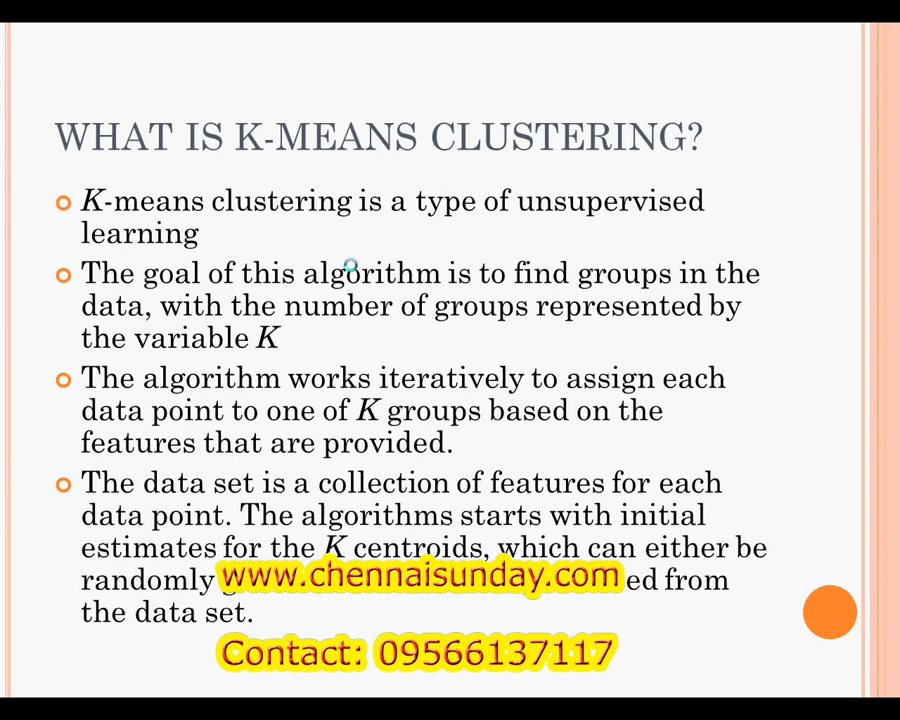 WHAT IS K-MEANS CLUSTERING?
K-means clustering is a type of unsupervised
learning
The goal of this algorithm is to find groups in the
data, with the number of groups represented by
the variable K
The algorithm works iteratively to assign each
data point to one of K groups based on the
features that are provided.
The data set is a collection of features for each
data point. The algorithms starts with initial
estimates for the K centroids, which can either be
randomly
www.chennaisunday.com
ed from
the data set.
Contact: 09566137117